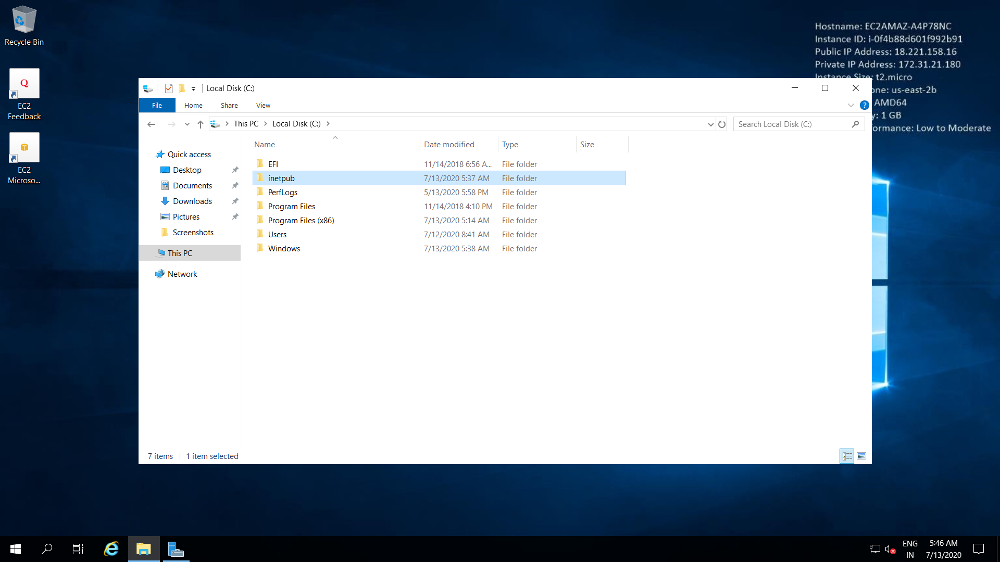 Recycle Bin
EC2
Feedback
EC2
Microso...
Hostname: EC2AMAZ-A4P78NC
Instance ID: i-0f4b88d601f992b91
Public IP Address: 18.221.158.16
Private IP Address: 172.31.21.180
Instance Size: t2.micro
one: us-east-2b
AMD64
y: 1 GB
formance: Low to Moderate
Local Disk (C:)
File Home Share View
This PC Local Disk (C:)
Search Local Disk (C:)
Name Date modified Type Size
Quick access
Desktop
Documents
Downloads
Pictures
Screenshots
This PC
Network
EFI 11/14/2018 6:56 A... File folder
inetpub 7/13/2020 5:37 AM File folder
PerfLogs 5/13/2020 5:58 PM File folder
Program Files 11/14/2018 4:10 PM File folder
Program Files (x86) 7/13/2020 5:14 AM File folder
Users 7/12/2020 8:41 AM File folder
Windows 7/13/2020 5:38 AM File folder
7 items 1 item selected
ENG
IN
5:46 AM
7/13/2020